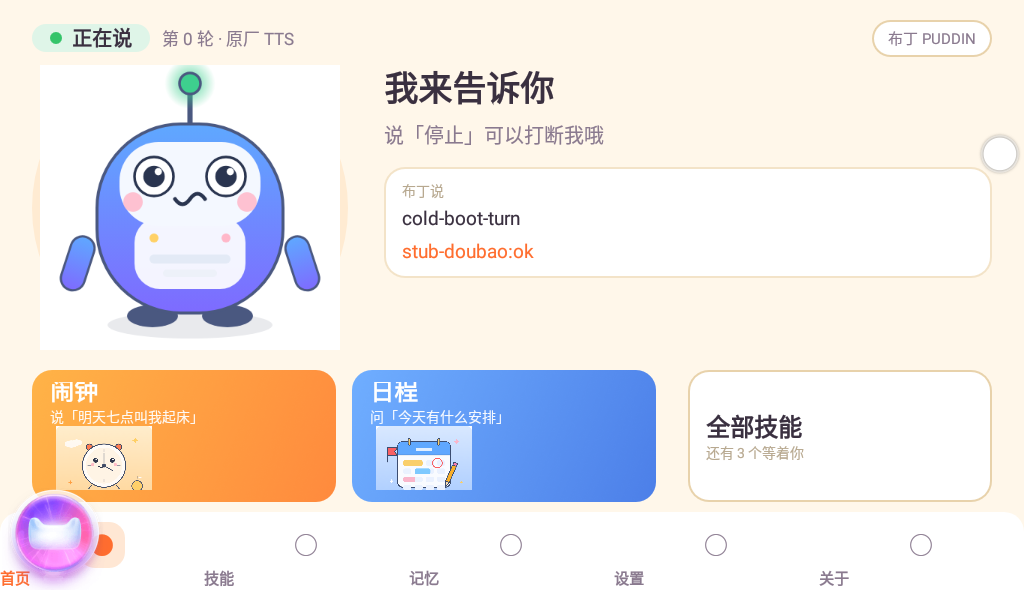 正在说
第 0 轮 · 原厂 TTS
布丁 PUDDIN
我来告诉你
说「停止」可以打断我哦
布丁说
cold-boot-turn
stub-doubao:ok
闹钟
说「明天七点叫我起床」
日程
问「今天有什么安排」
全部技能
还有 3 个等着你
首页
技能
记忆
设置
关于